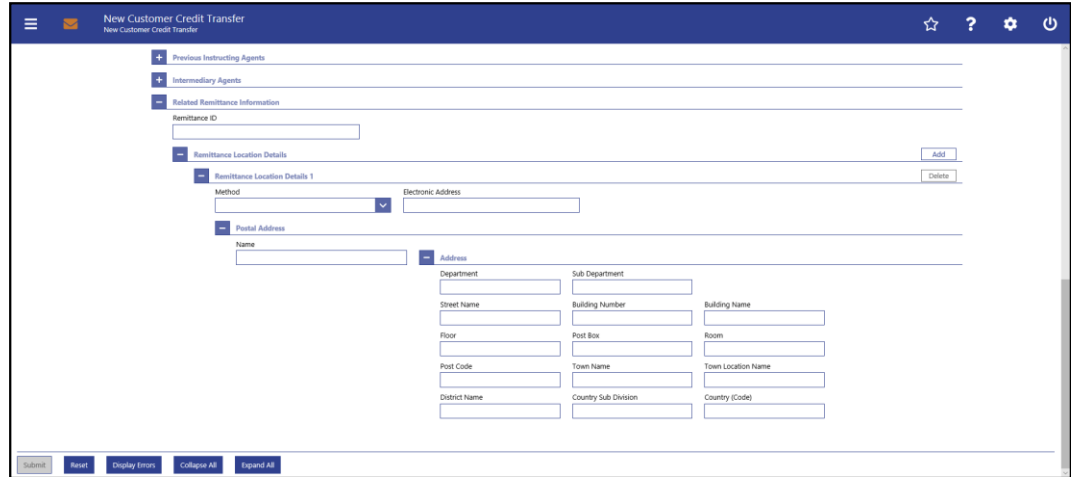 New Customer Credit Transfer
New Customer Credit Transfer
Previous Instructing Agents
Intermediary Agents
Related Remittance Information
Remittance ID
Remittance Location Details Add
Remittance Location Details 1 Delete
Method Electronic Address
Postal Address
Name
Address
Department Sub Department
Street Name Building Number Building Name
Floor Post Box Room
Post Code Town Name Town Location Name
District Name Country Sub Division Country (Code)
Submit Reset Display Errors Collapse All Expand All